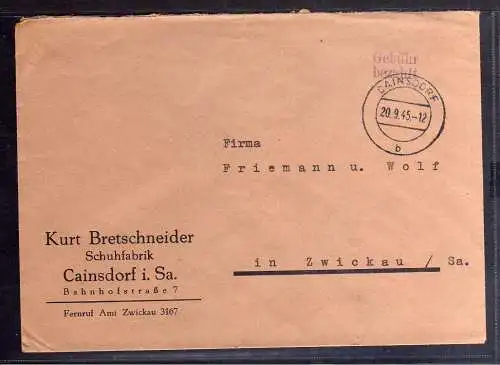 Gebühr
bezahlt
CAINSDORF
20.9.45.-12
b
Firma
Friemann u. Wolf
in Zwickau / Sa.
Kurt Bretschneider
Schuhfabrik
Cainsdorf i. Sa.
Bahnhofstraße 7
Fernruf Amt Zwickau 3167